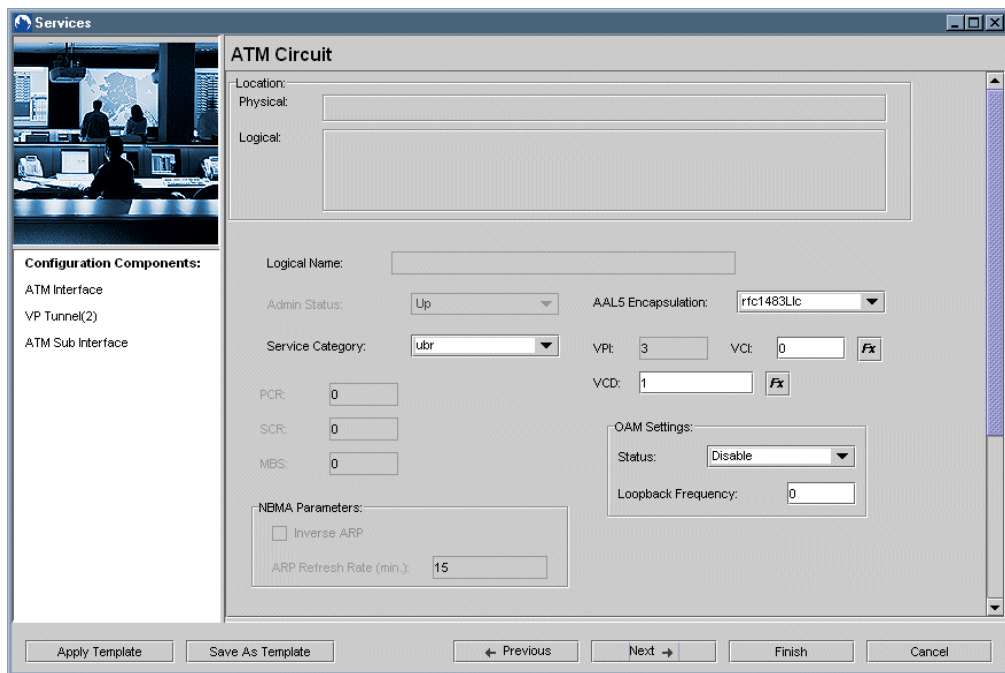 Services
ATM Circuit
Location:
Physical:
Logical:
Configuration Components:
ATM Interface
VP Tunnel(2)
ATM Sub Interface
Logical Name:
Admin Status: Up
AAL5 Encapsulation: rfc1483Llc
Service Category: ubr
VPI: 3 VCI: 0 Fx
VCD: 1 Fx
PCR: 0
SCR: 0
MBS: 0
OAM Settings:
Status: Disable
Loopback Frequency: 0
NBMA Parameters:
Inverse ARP
ARP Refresh Rate (min.): 15
Apply Template Save As Template Previous Next Finish Cancel